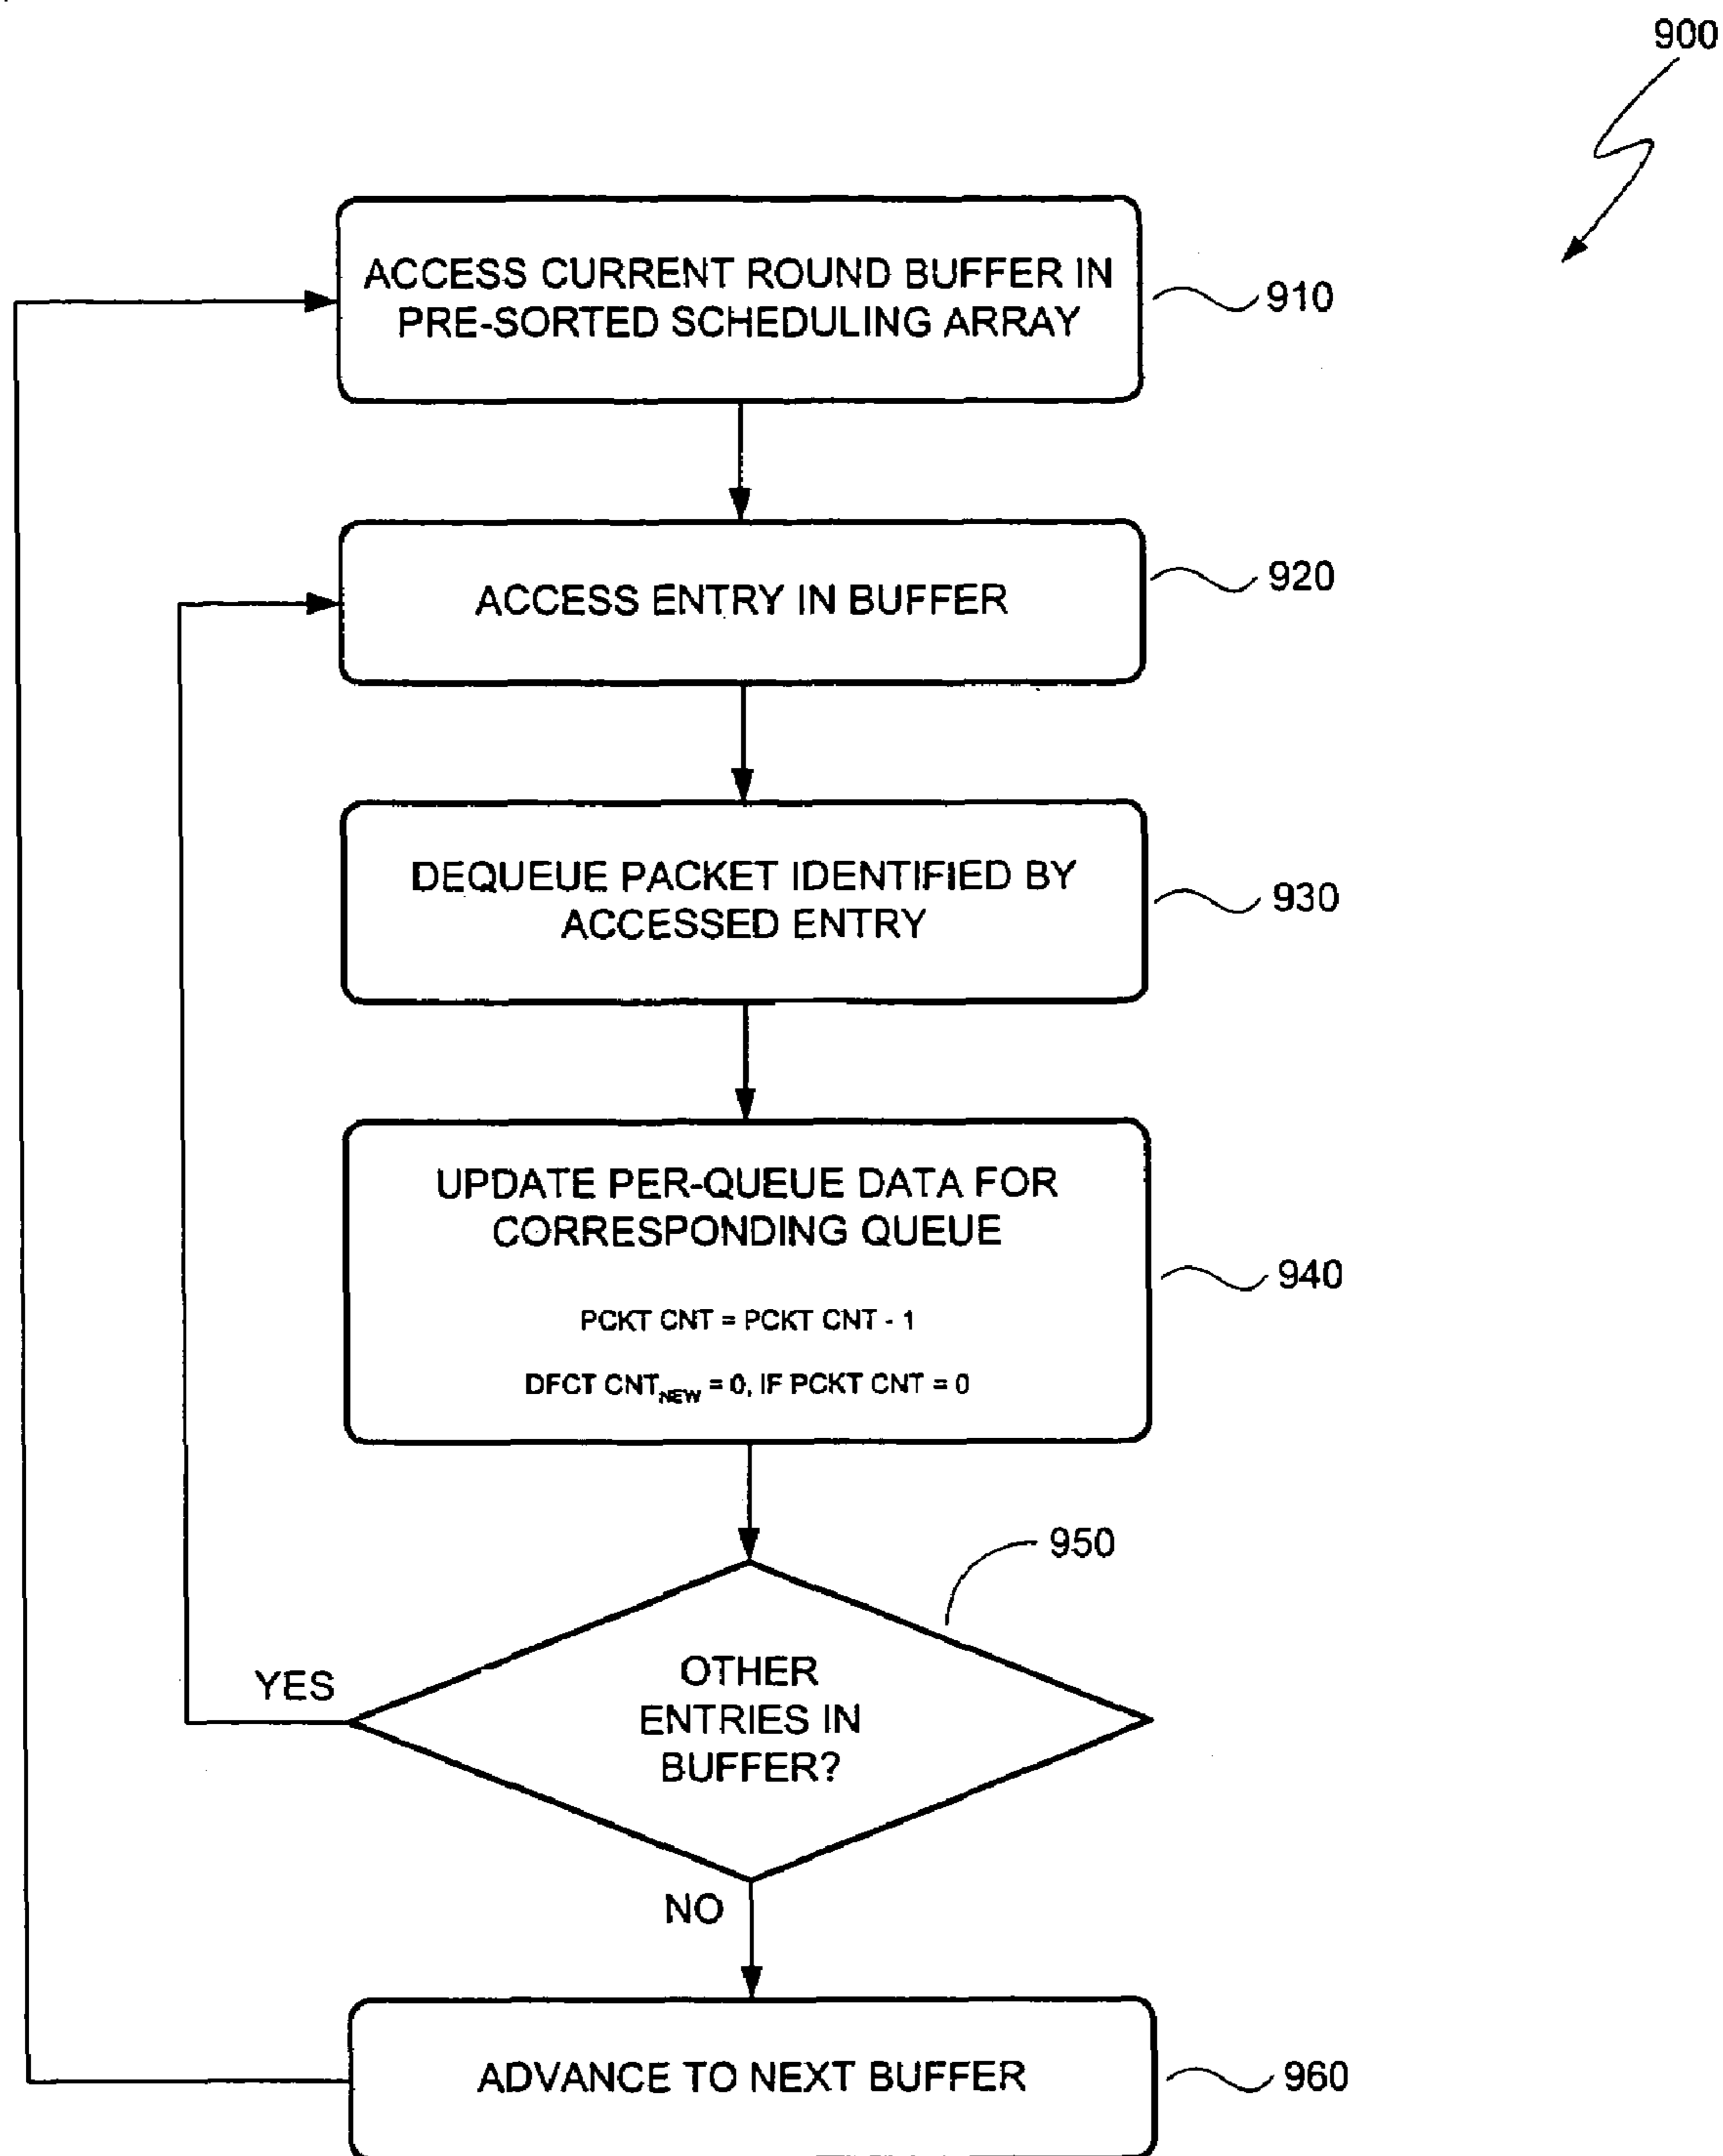 900
ACCESS CURRENT ROUND BUFFER IN
PRE-SORTED SCHEDULING ARRAY
910
ACCESS ENTRY IN BUFFER
920
DEQUEUE PACKET IDENTIFIED BY
ACCESSED ENTRY
930
UPDATE PER-QUEUE DATA FOR
CORRESPONDING QUEUE
PCKT CNT = PCKT CNT - 1
DFCT CNT_NEW = 0, IF PCKT CNT = 0
940
950
OTHER
ENTRIES IN
BUFFER?
YES
NO
ADVANCE TO NEXT BUFFER
960